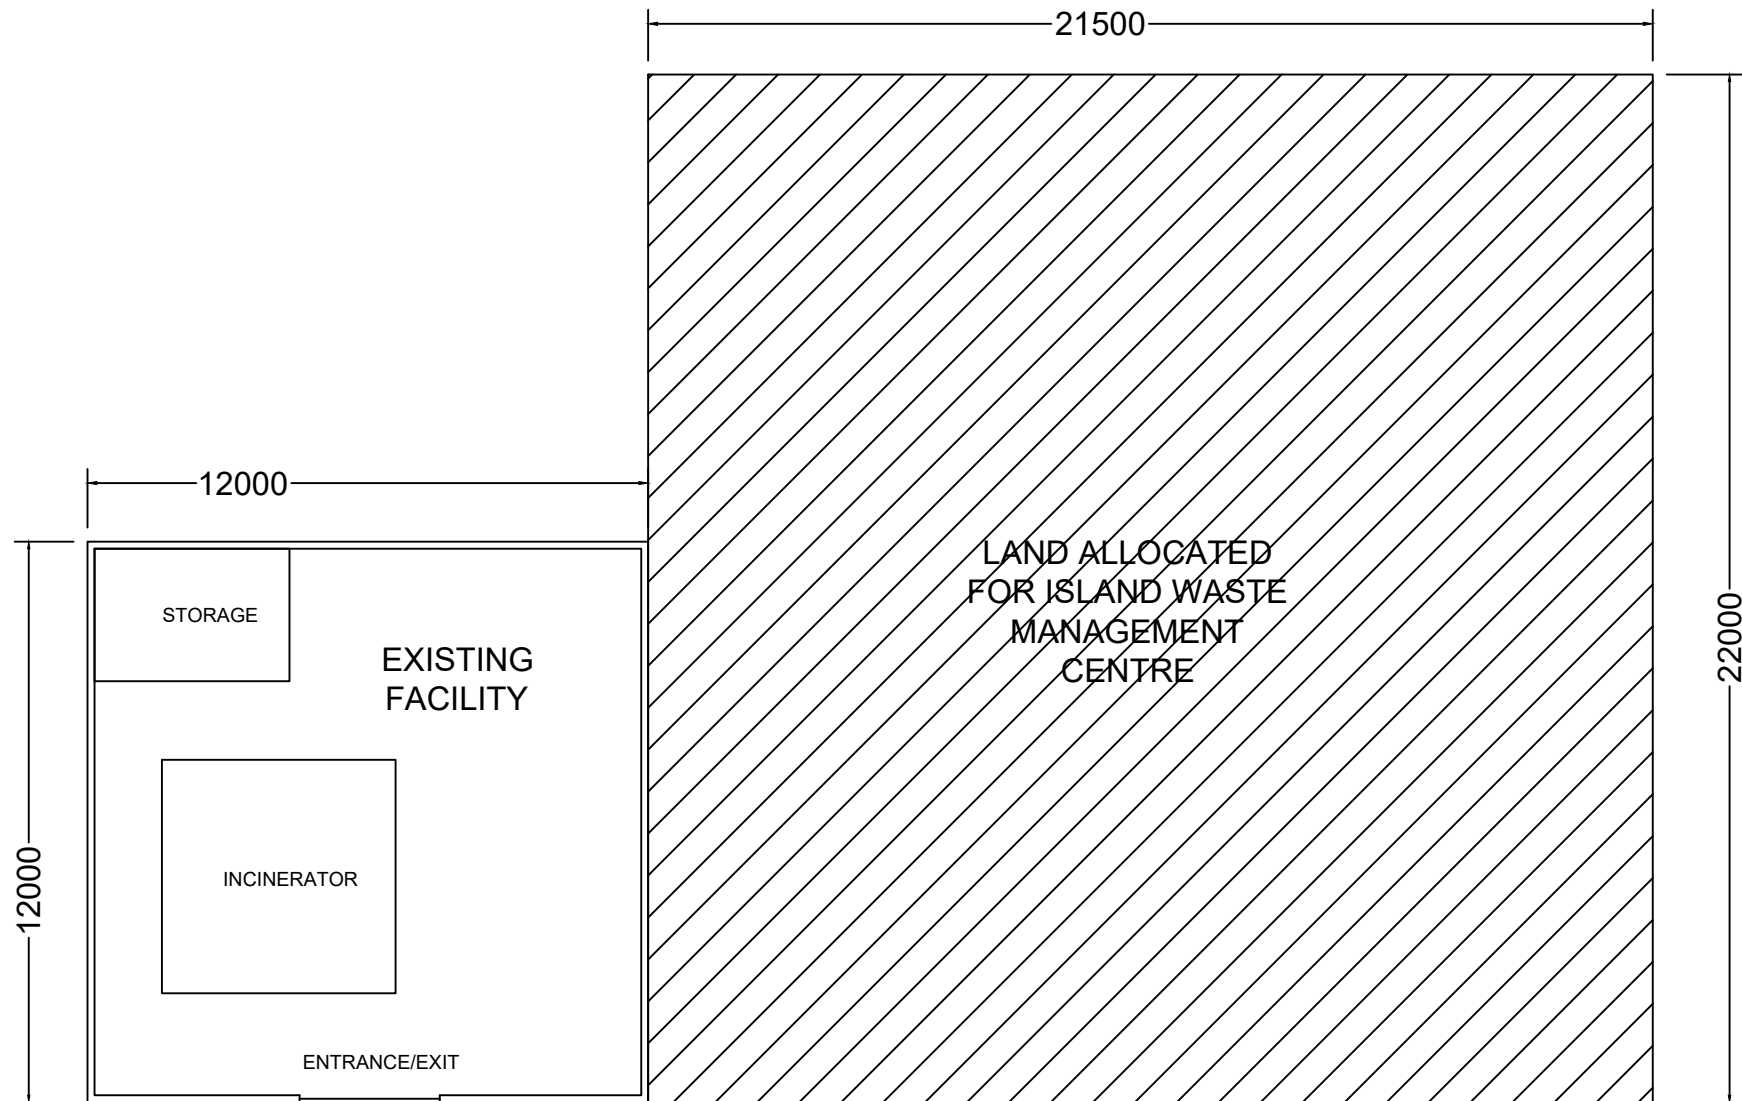 21500
12000
LAND ALLOCATED
FOR ISLAND WASTE
MANAGEMENT
CENTRE
22000
STORAGE
EXISTING
FACILITY
12000
INCINERATOR
ENTRANCE/EXIT